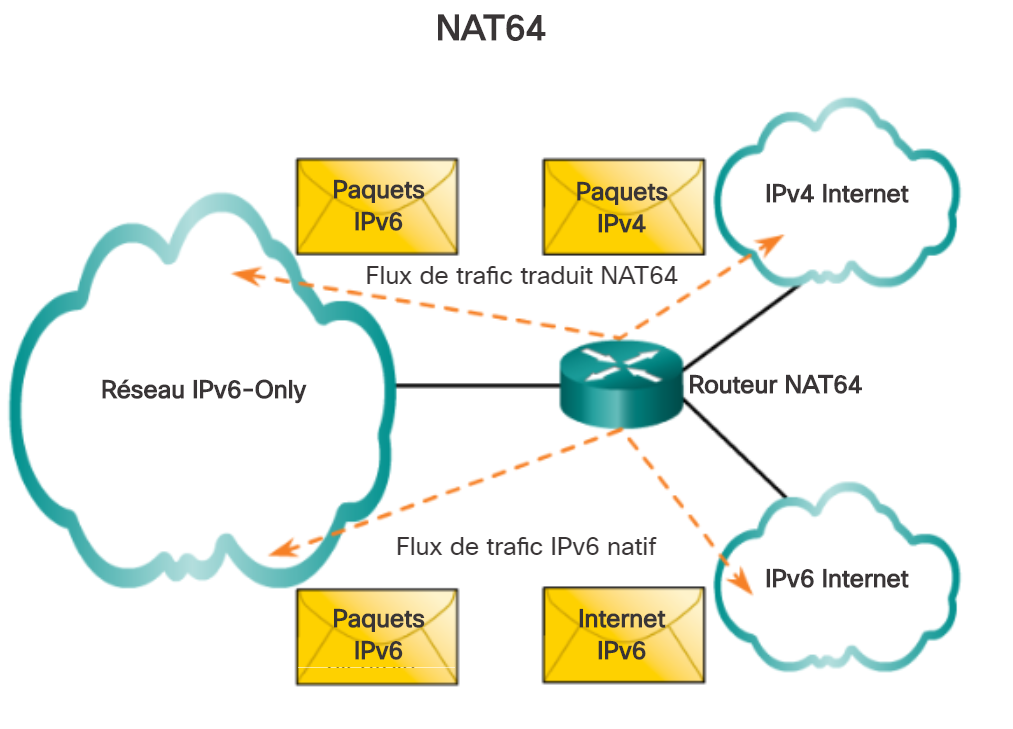 NAT64
Paquets
IPv6
Paquets
IPv4
IPv4 Internet
Flux de trafic traduit NAT64
Réseau IPv6-Only
Routeur NAT64
Flux de trafic IPv6 natif
IPv6 Internet
Paquets
IPv6
Internet
IPv6